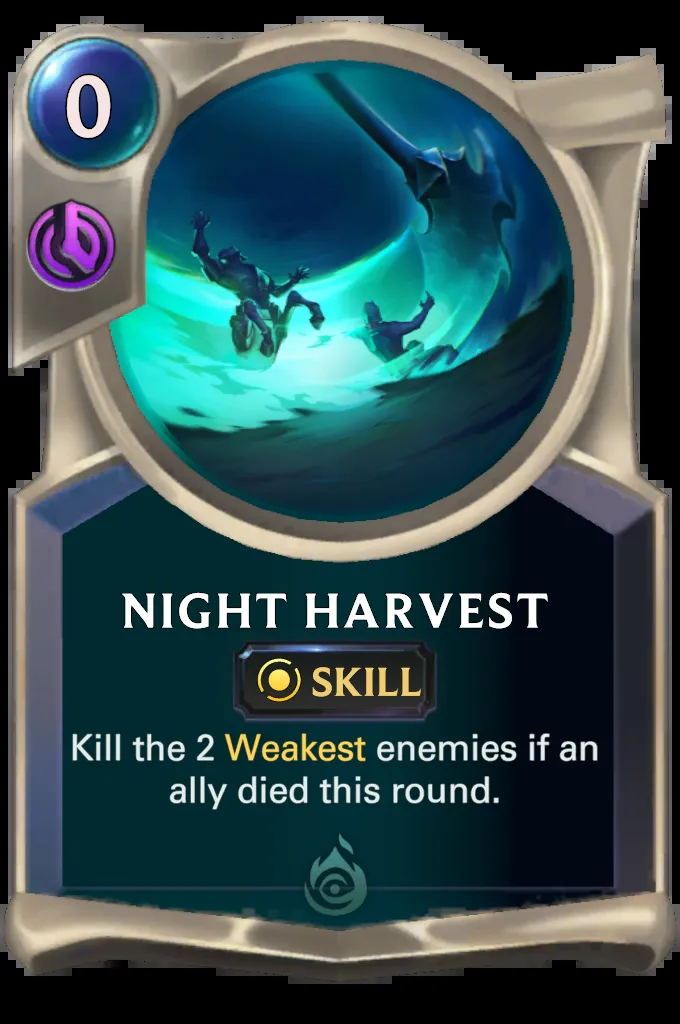 0
NIGHT HARVEST
SKILL
Kill the 2 Weakest enemies if an
ally died this round.